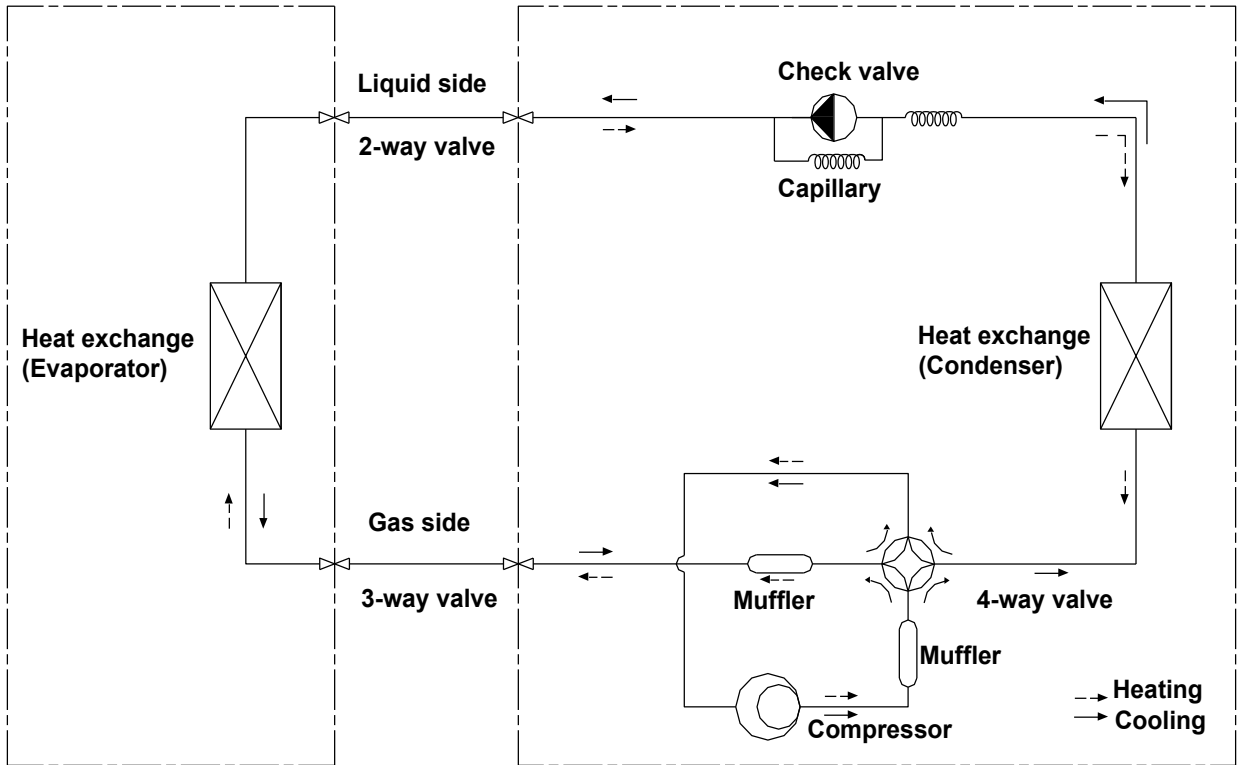 Check valve
Liquid side
2-way valve
Capillary
Heat exchange
(Evaporator)
Heat exchange
(Condenser)
Gas side
3-way valve
Muffler
4-way valve
Muffler
Compressor
Heating
Cooling